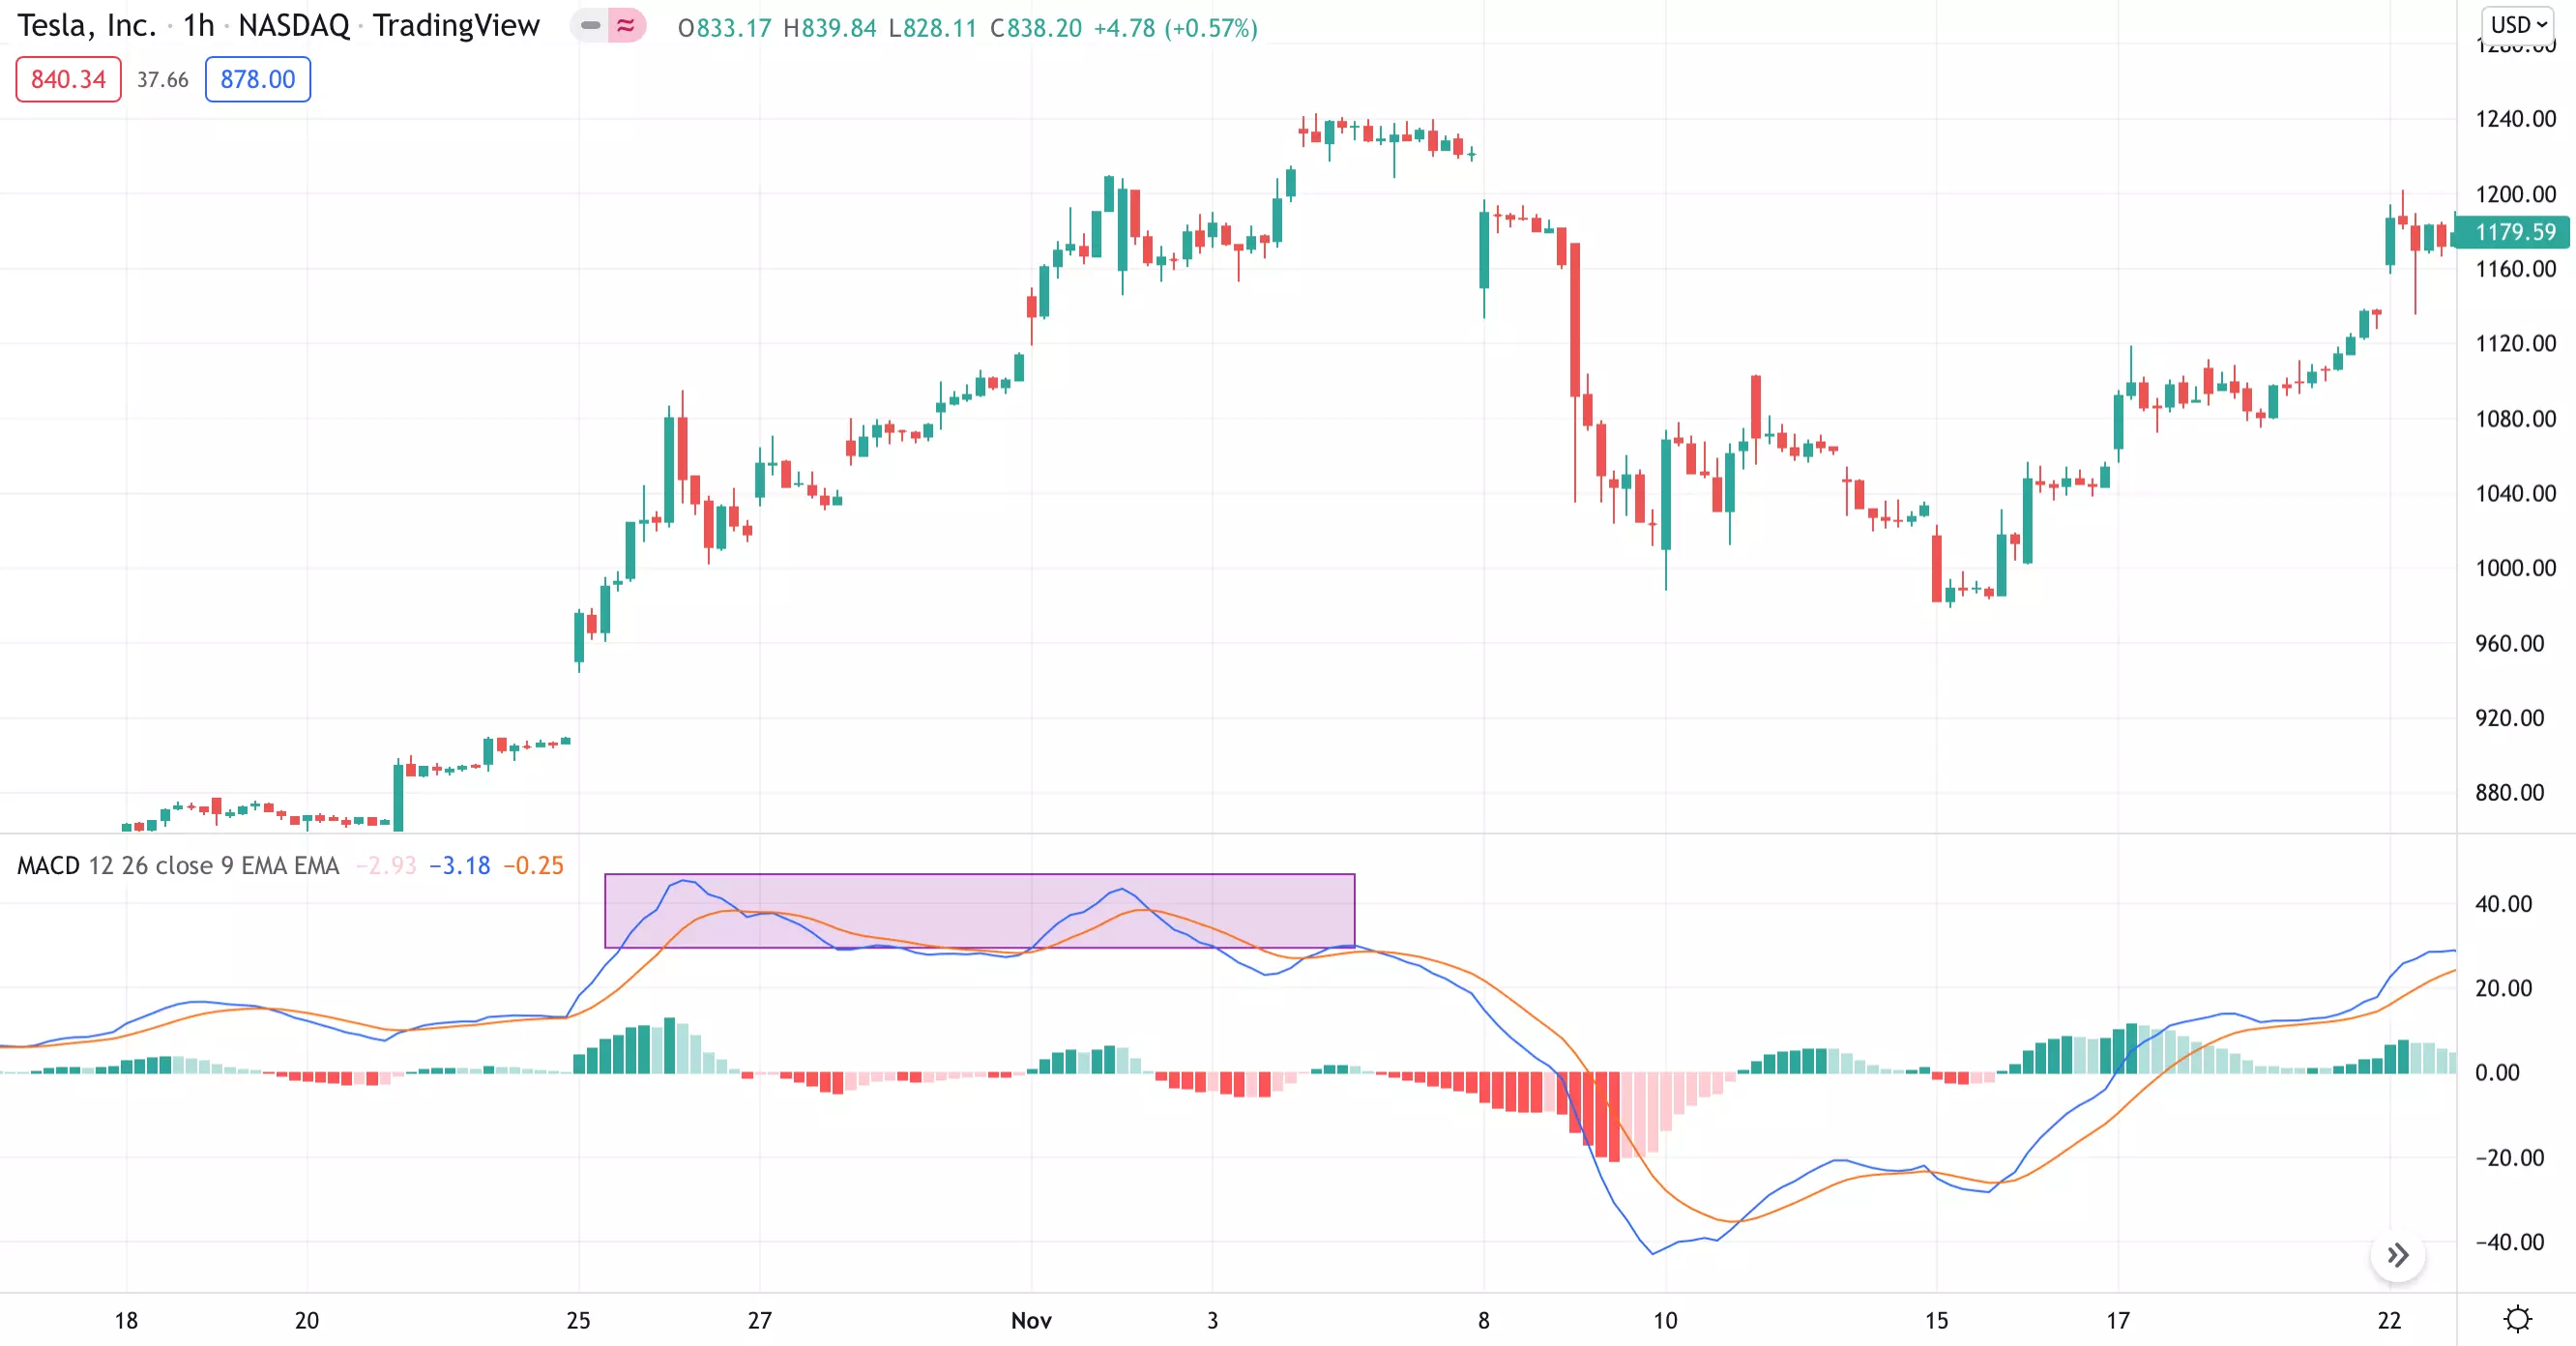 Tesla, Inc. · 1h · NASDAQ · TradingView
O833.17 H839.84 L828.11 C838.20 +4.78 (+0.57%)
USD
840.34 37.66 878.00
1280.00
1240.00
1200.00
1179.59
1160.00
1120.00
1080.00
1040.00
1000.00
960.00
920.00
880.00
MACD 12 26 close 9 EMA EMA −2.93 −3.18 −0.25
40.00
20.00
0.00
−20.00
−40.00
18 20 25 27 Nov 3 8 10 15 17 22